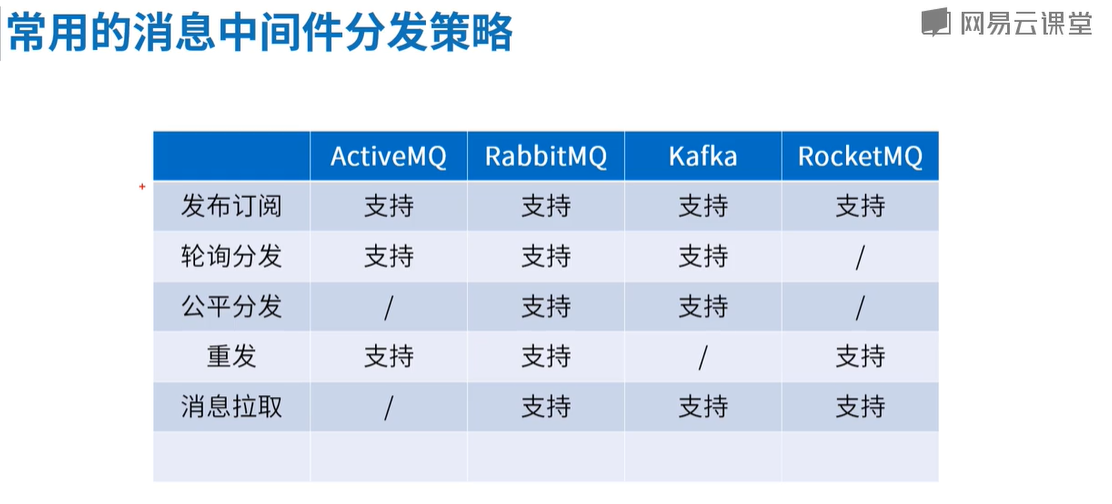 常用的消息中间件分发策略
网易云课堂
ActiveMQ RabbitMQ Kafka RocketMQ
发布订阅 支持 支持 支持 支持
轮询分发 支持 支持 支持 /
公平分发 / 支持 支持 /
重发 支持 支持 / 支持
消息拉取 / 支持 支持 支持